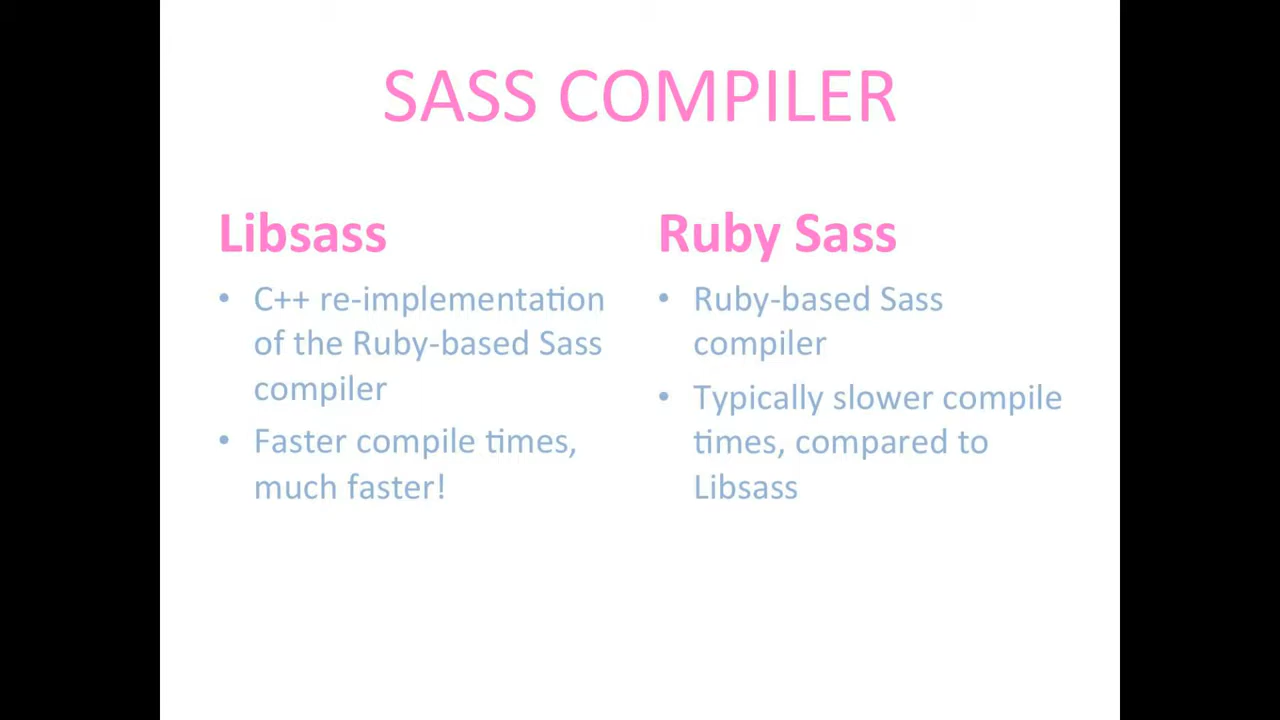 SASS COMPILER
Libsass
• C++ re-implementation
of the Ruby-based Sass
compiler
• Faster compile times,
much faster!
Ruby Sass
• Ruby-based Sass
compiler
• Typically slower compile
times, compared to
Libsass